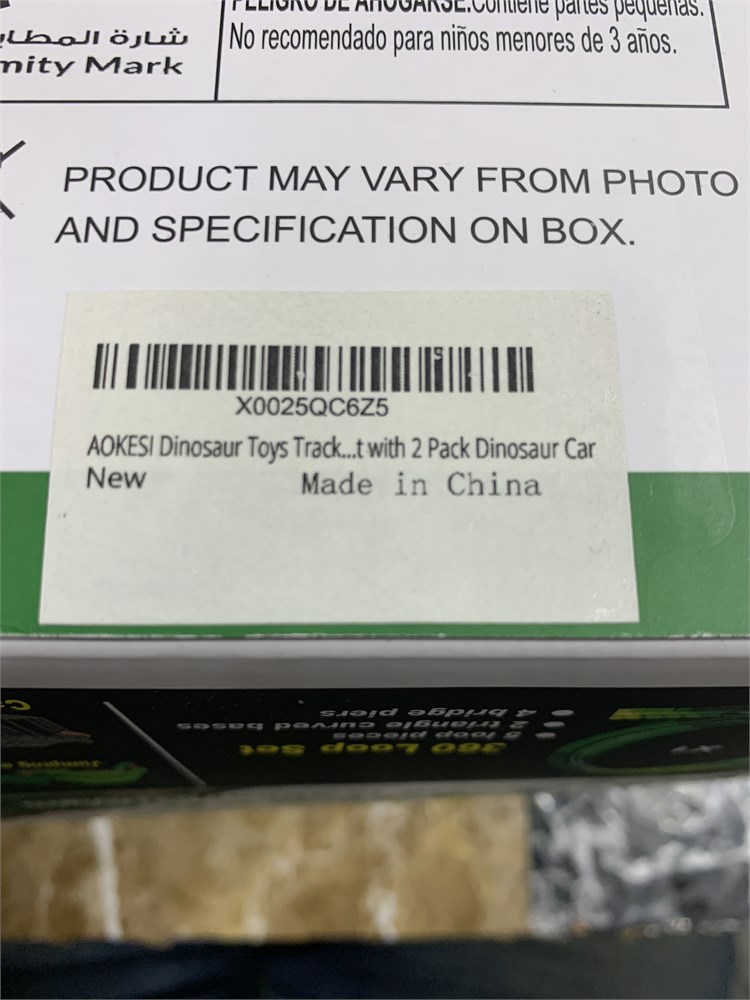 PELIGRO DE AHOGARSE.Contiene partes pequeñas.
No recomendado para niños menores de 3 años.
شارة
mity Mark
PRODUCT MAY VARY FROM PHOTO
AND SPECIFICATION ON BOX.
X0025QC6Z5
AOKESI Dinosaur Toys Track...t with 2 Pack Dinosaur Car
New
Made in China
360 Loop Set
5 loop pieces
2 triangle curved bases
4 bridge piers
Jumping